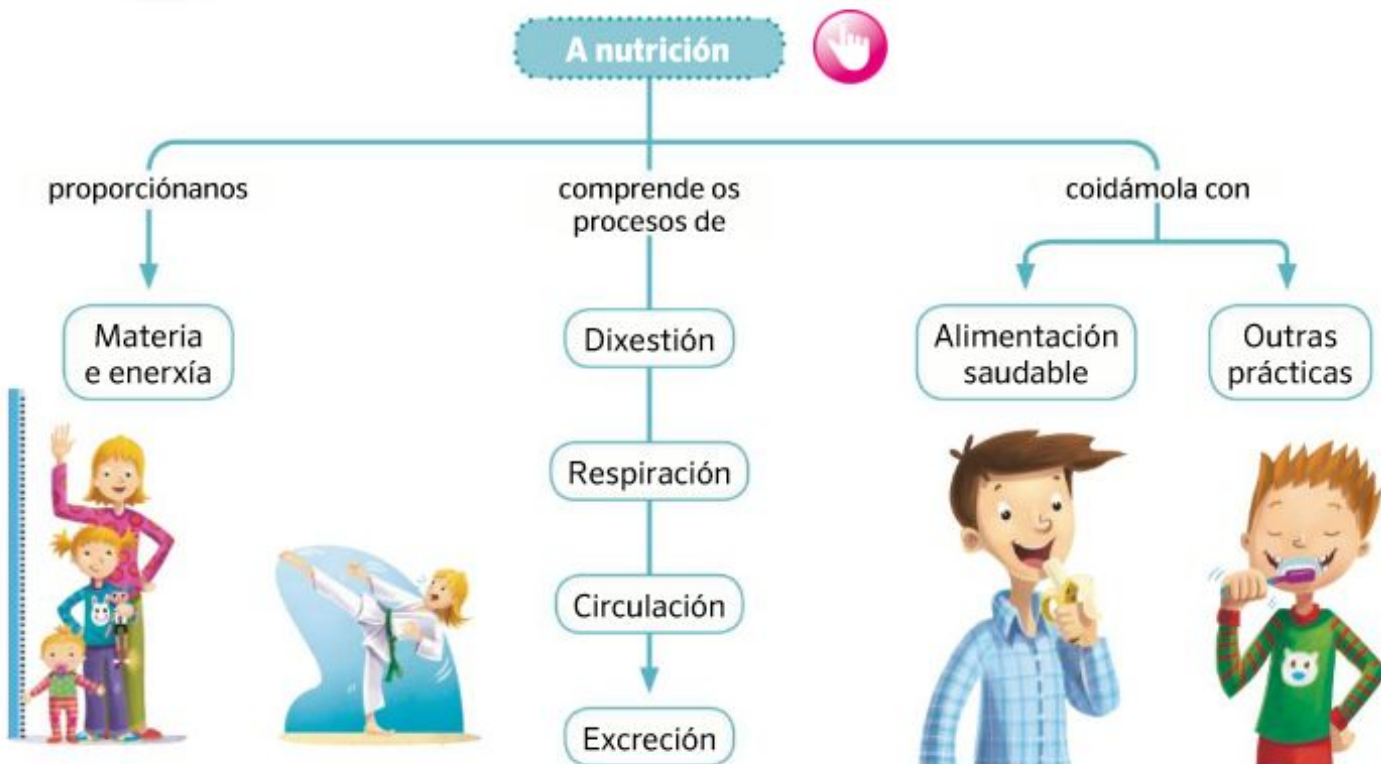 A nutrición
proporciónanos
Materia
e enerxía
comprende os
procesos de
Dixestión
Respiración
Circulación
Excreción
coidámola con
Alimentación
saudable
Outras
prácticas